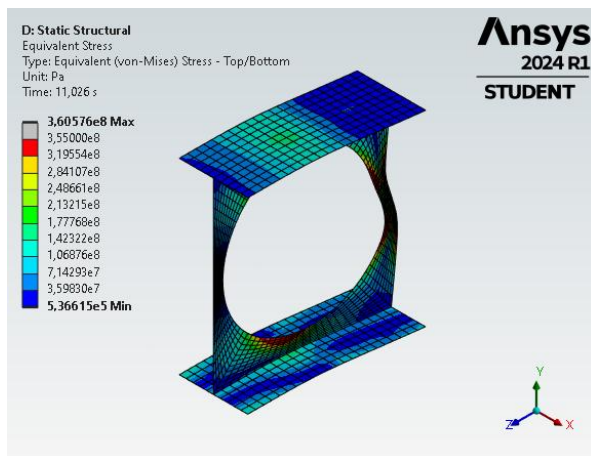 D: Static Structural
Equivalent Stress
Type: Equivalent (von-Mises) Stress - Top/Bottom
Unit: Pa
Time: 11,026 s
3,60576e8 Max
3,55000e8
3,19554e8
2,84107e8
2,48661e8
2,13215e8
1,77768e8
1,42322e8
1,06876e8
7,14293e7
3,59830e7
5,36615e5 Min
Ansys
2024 R1
STUDENT
Y
Z
X